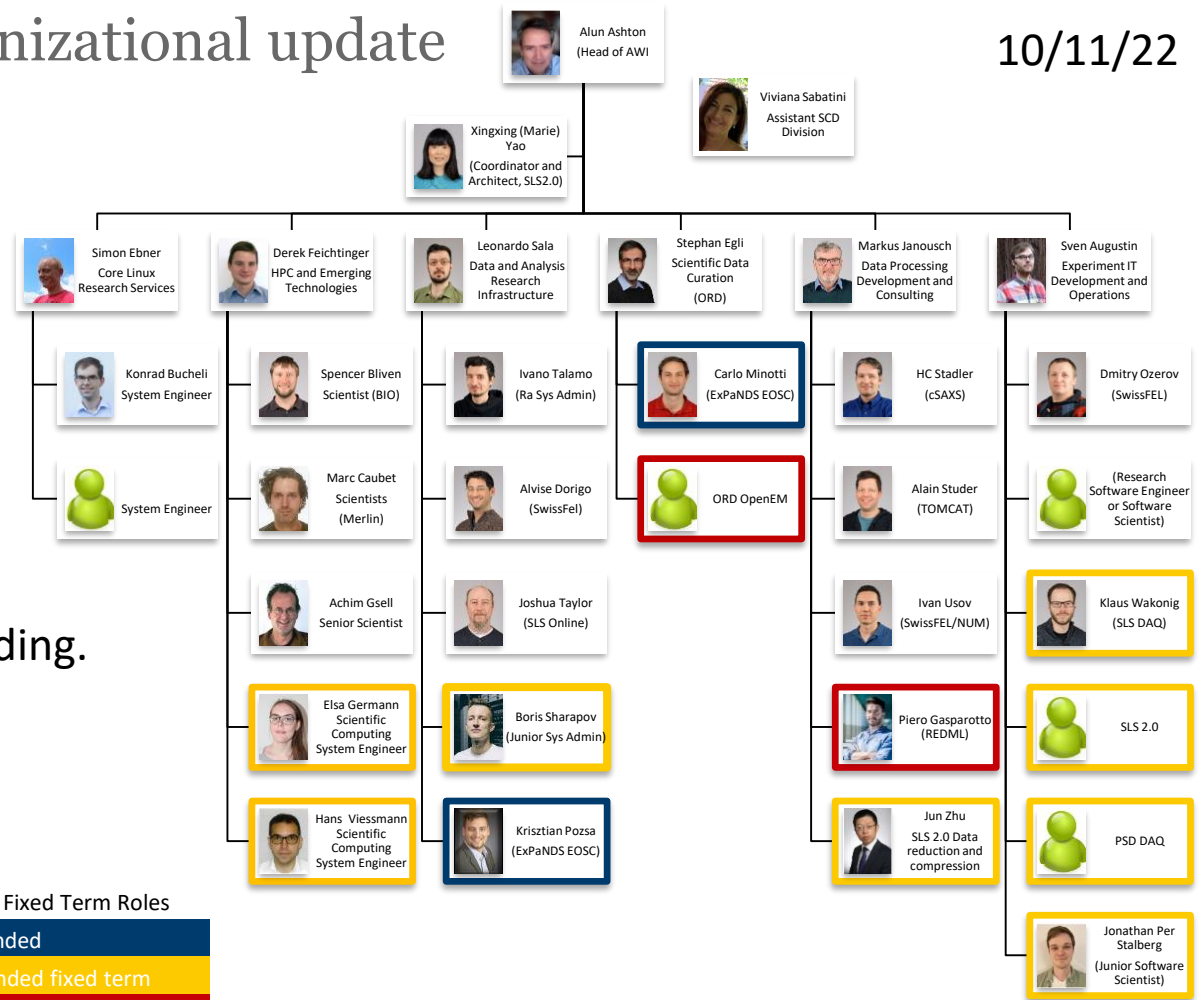 nizational update
10/11/22
Alun Ashton
(Head of AWI
Viviana Sabatini
Assistant SCD
Division
Xingxing (Marie)
Yao
(Coordinator and
Architect, SLS2.0)
Simon Ebner
Core Linux
Research Services
Derek Feichtinger
HPC and Emerging
Technologies
Leonardo Sala
Data and Analysis
Research
Infrastructure
Stephan Egli
Scientific Data
Curation
(ORD)
Markus Janousch
Data Processing
Development and
Consulting
Sven Augustin
Experiment IT
Development and
Operations
Konrad Bucheli
System Engineer
Spencer Bliven
Scientist (BIO)
Ivano Talamo
(Ra Sys Admin)
Carlo Minotti
(ExPaNDS EOSC)
HC Stadler
(cSAXS)
Dmitry Ozerov
(SwissFEL)
System Engineer
Marc Caubet
Scientists
(Merlin)
Alvise Dorigo
(SwissFel)
ORD OpenEM
Alain Studer
(TOMCAT)
(Research
Software Engineer
or Software
Scientist)
Achim Gsell
Senior Scientist
Joshua Taylor
(SLS Online)
Ivan Usov
(SwissFEL/NUM)
Klaus Wakonig
(SLS DAQ)
ding.
Elsa Germann
Scientific
Computing
System Engineer
Boris Sharapov
(Junior Sys Admin)
Piero Gasparotto
(REDML)
SLS 2.0
Hans Viessmann
Scientific
Computing
System Engineer
Krisztian Pozsa
(ExPaNDS EOSC)
Jun Zhu
SLS 2.0 Data
reduction and
compression
PSD DAQ
Jonathan Per
Stalberg
(Junior Software
Scientist)
Fixed Term Roles
nded
nded fixed term